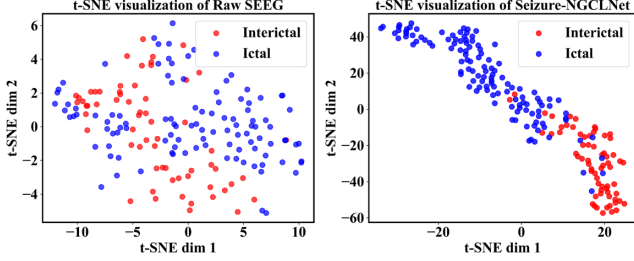 t-SNE visualization of Raw SEEG
Interictal
Ictal
6
4
2
0
−2
−4
−10
−5
0
5
10
t-SNE dim 2
t-SNE dim 1
t-SNE visualization of Seizure-NGCLNet
Interictal
Ictal
40
20
0
−20
−40
−60
−20
0
20
t-SNE dim 2
t-SNE dim 1